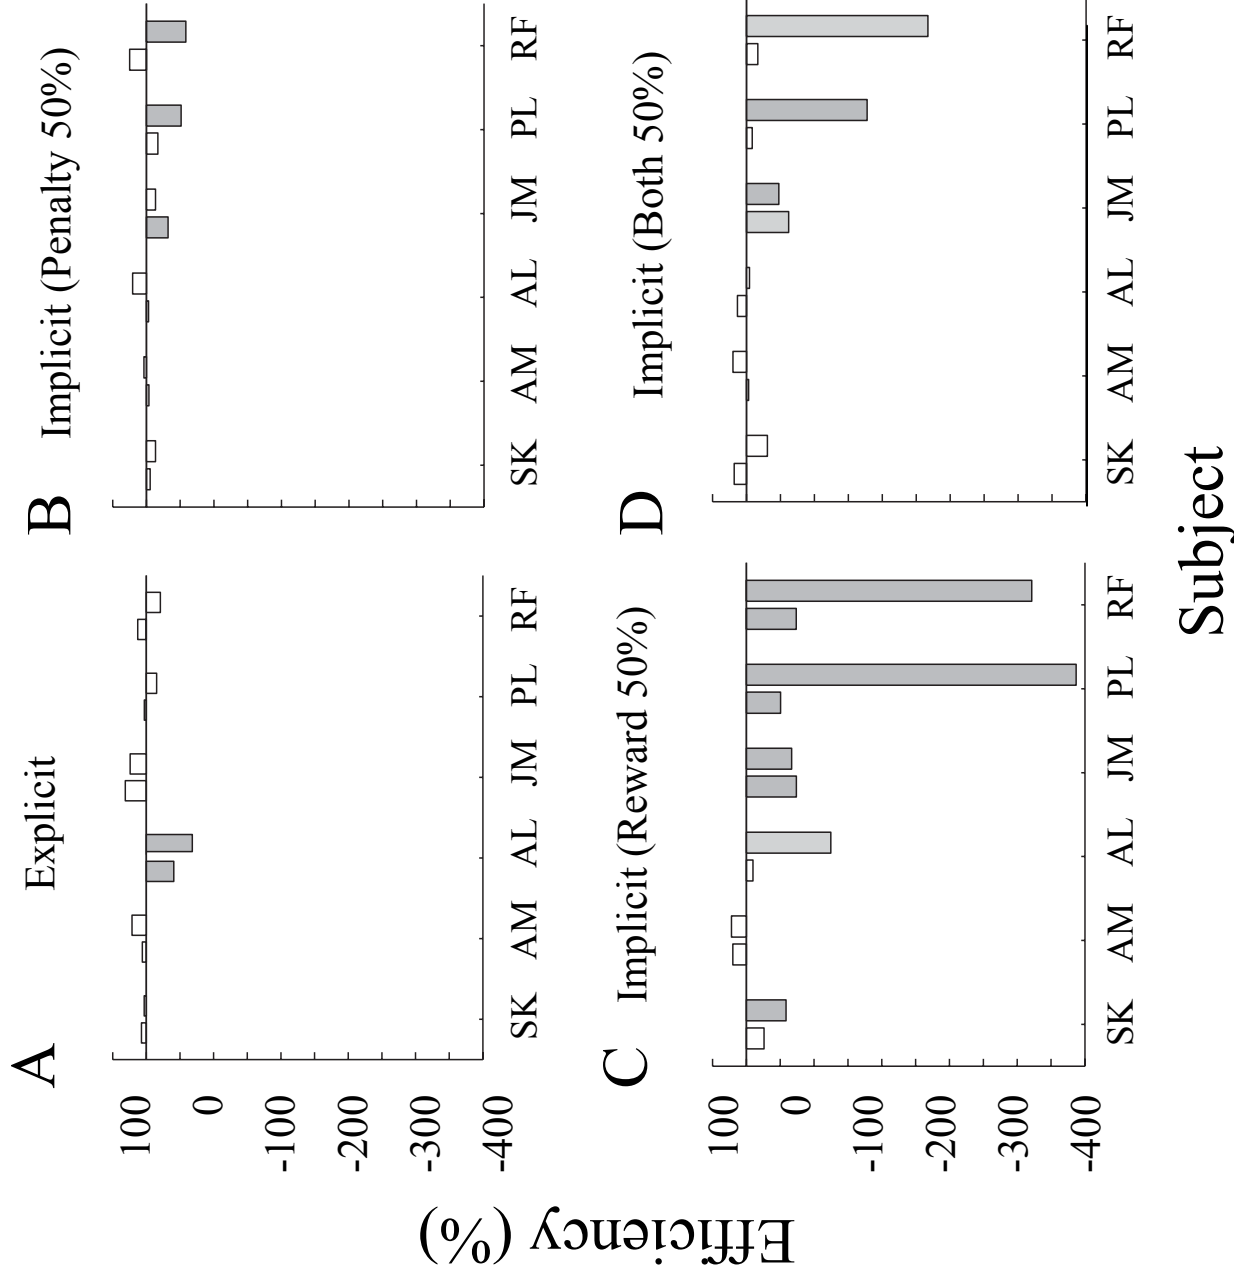 A
Explicit
100
0
-100
-200
-300
-400
SK AM AL JM PL RF
B
Implicit (Penalty 50%)
SK AM AL JM PL RF
C
Implicit (Reward 50%)
100
0
-100
-200
-300
-400
SK AM AL JM PL RF
D
Implicit (Both 50%)
SK AM AL JM PL RF
Efficiency (%)
Subject